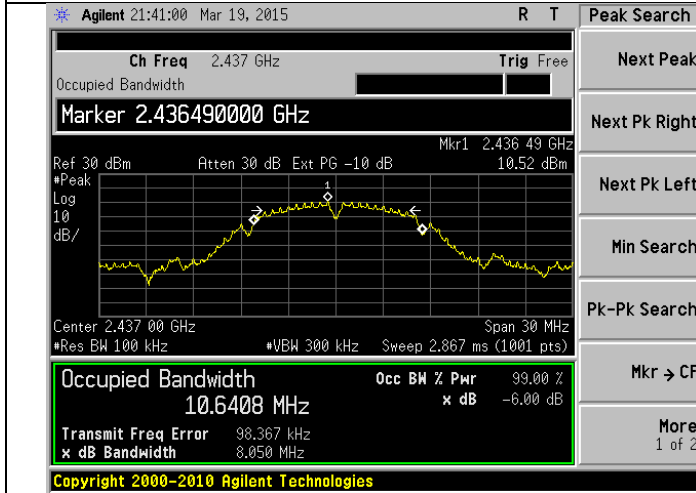 Agilent 21:41:00 Mar 19, 2015 R T
Peak Search
Ch Freq 2.437 GHz Trig Free
Occupied Bandwidth
Marker 2.436490000 GHz
Mkr1 2.436 49 GHz
Ref 30 dBm Atten 30 dB Ext PG -10 dB 10.52 dBm
#Peak
Log
10
dB/
1
Center 2.437 00 GHz Span 30 MHz
#Res BW 100 kHz #VBW 300 kHz Sweep 2.867 ms (1001 pts)
Occupied Bandwidth Occ BW % Pwr 99.00 %
10.6408 MHz x dB -6.00 dB
Transmit Freq Error 98.367 kHz
x dB Bandwidth 8.050 MHz
Copyright 2000-2010 Agilent Technologies
Next Peak
Next Pk Right
Next Pk Left
Min Search
Pk-Pk Search
Mkr → CF
More
1 of 2